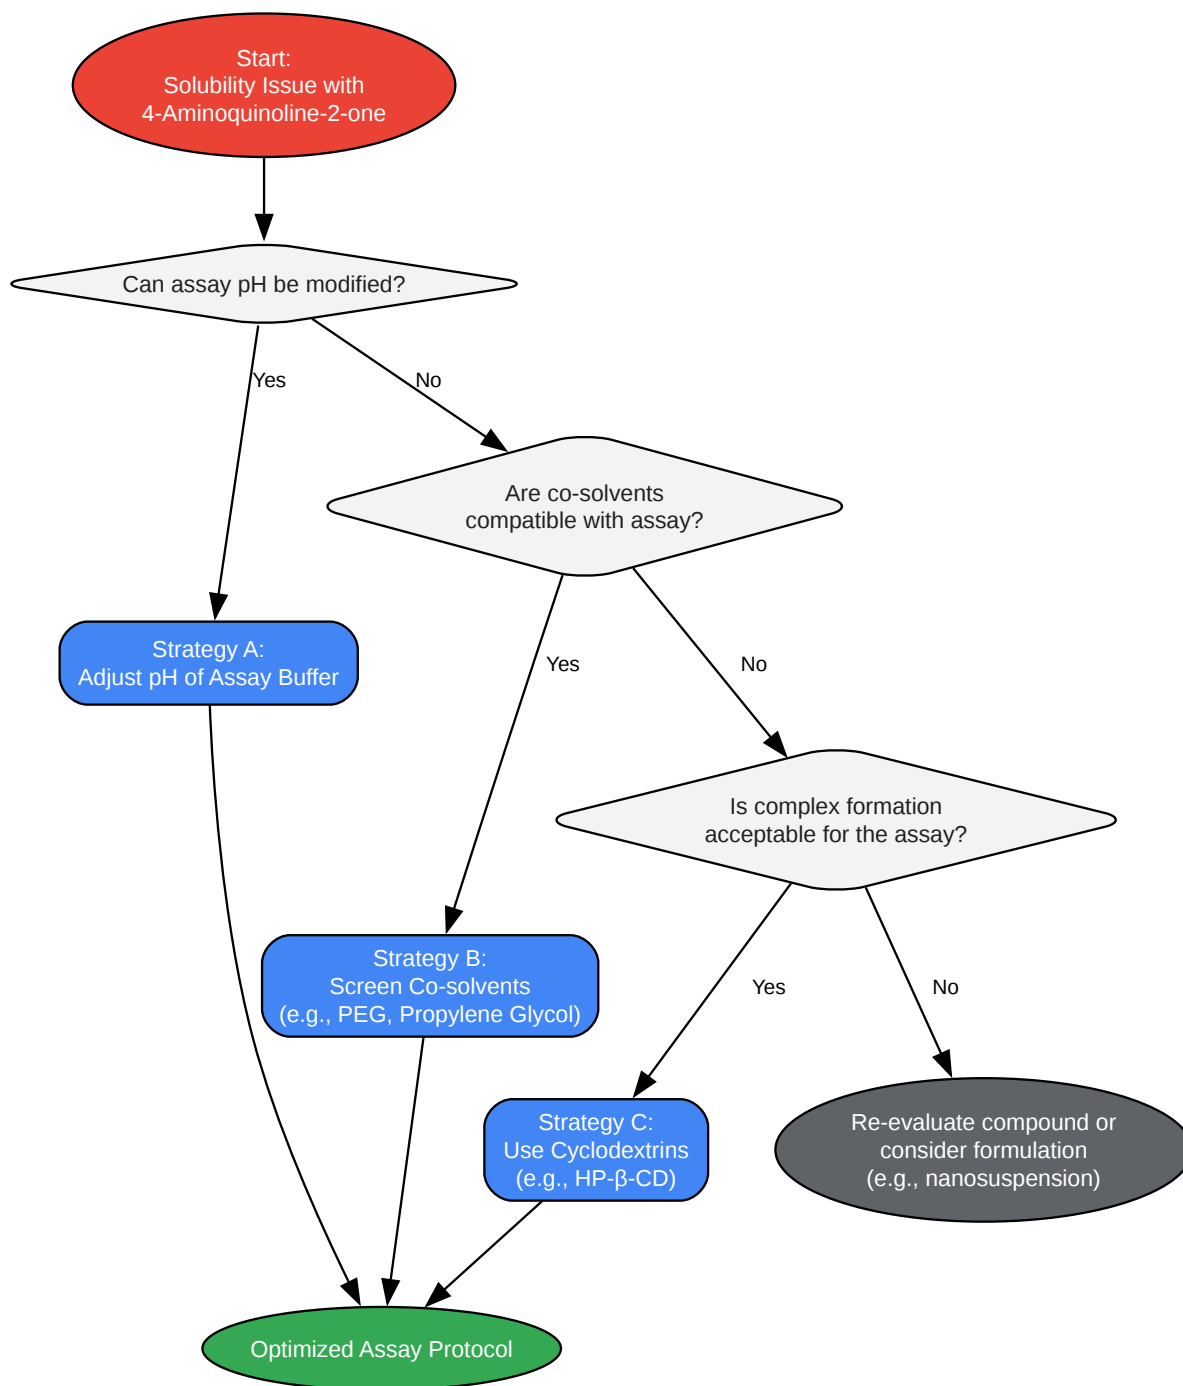 Start:
Solubility Issue with
4-Aminoquinoline-2-one
Can assay pH be modified?
Yes
No
Are co-solvents
compatible with assay?
Strategy A:
Adjust pH of Assay Buffer
Yes
No
Is complex formation
acceptable for the assay?
Strategy B:
Screen Co-solvents
(e.g., PEG, Propylene Glycol)
Yes
No
Strategy C:
Use Cyclodextrins
(e.g., HP-β-CD)
Re-evaluate compound or
consider formulation
(e.g., nanosuspension)
Optimized Assay Protocol